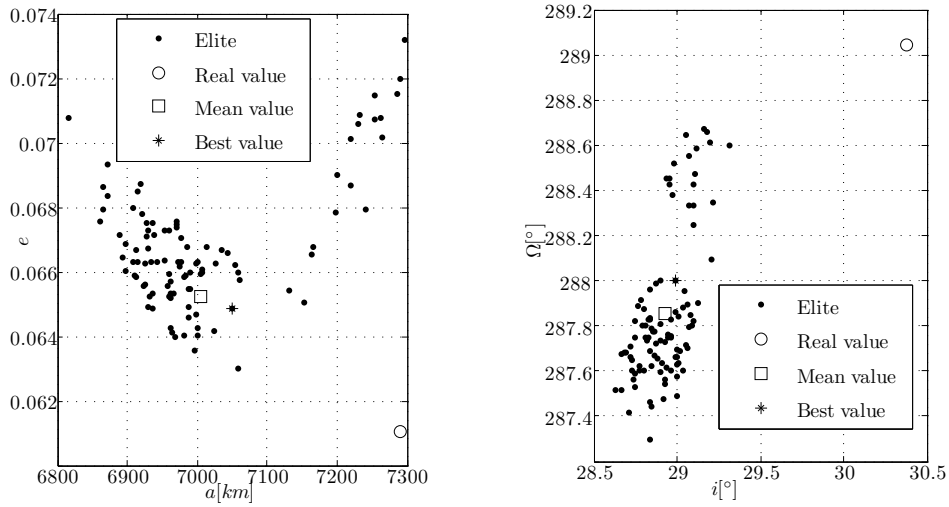 0.074
0.072
0.07
0.068
0.066
0.064
0.062
e
6800
6900
7000
7100
7200
7300
a[km]
Elite
Real value
Mean value
Best value
289.2
289
288.8
288.6
288.4
288.2
288
287.8
287.6
287.4
Ω[°]
28.5
29
29.5
30
30.5
i[°]
Elite
Real value
Mean value
Best value